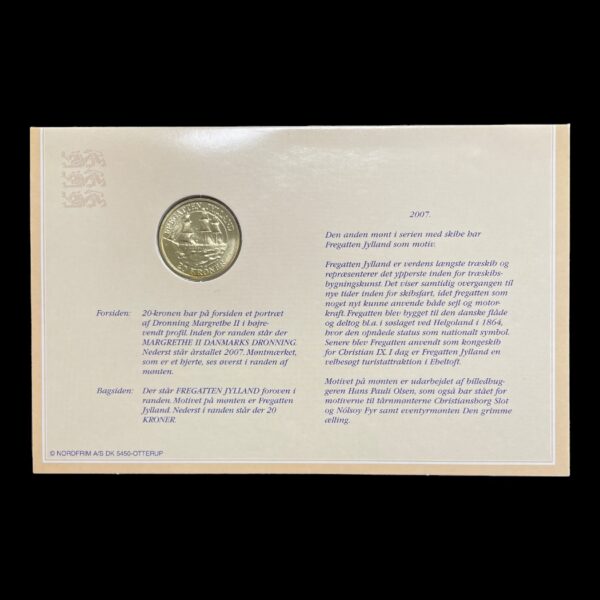 FREGATTEN JYLLAND
20 KRONER
Forsiden: 20-kronen har på forsiden et portræt
af Dronning Margrethe II i højre-
vendt profil. Inden for randen står der
MARGRETHE II DANMARKS DRONNING.
Nederst står årstallet 2007. Møntmærket,
som er et hjerte, ses øverst i randen af
mønten.
Bagsiden: Der står FREGATTEN JYLLAND foroven i
randen. Motivet på mønten er Fregatten
Jylland. Nederst i randen står der 20
KRONER.
2007.
Den anden mønt i serien med skibe har
Fregatten Jylland som motiv.
Fregatten Jylland er verdens længste træskib og
repræsenterer det ypperste inden for træskibs-
bygningskunst. Det viser samtidig overgangen til
nye tider inden for skibsfart, idet fregatten som
noget nyt kunne anvende både sejl og motor-
kraft. Fregatten blev bygget til den danske flåde
og deltog bl.a. i søslaget ved Helgoland i 1864,
hvor den opnåede status som nationalt symbol.
Senere blev Fregatten anvendt som kongeskib
for Christian IX. I dag er Fregatten Jylland en
velbesøgt turistattraktion i Ebeltoft.
Motivet på mønten er udarbejdet af billedhug-
geren Hans Pauli Olsen, som også har stået for
motiverne til tårnmønterne Christiansborg Slot
og Nólsoy Fyr samt eventyrmønten Den grimme
ælling.
© NORDFRIM A/S DK 5450-OTTERUP